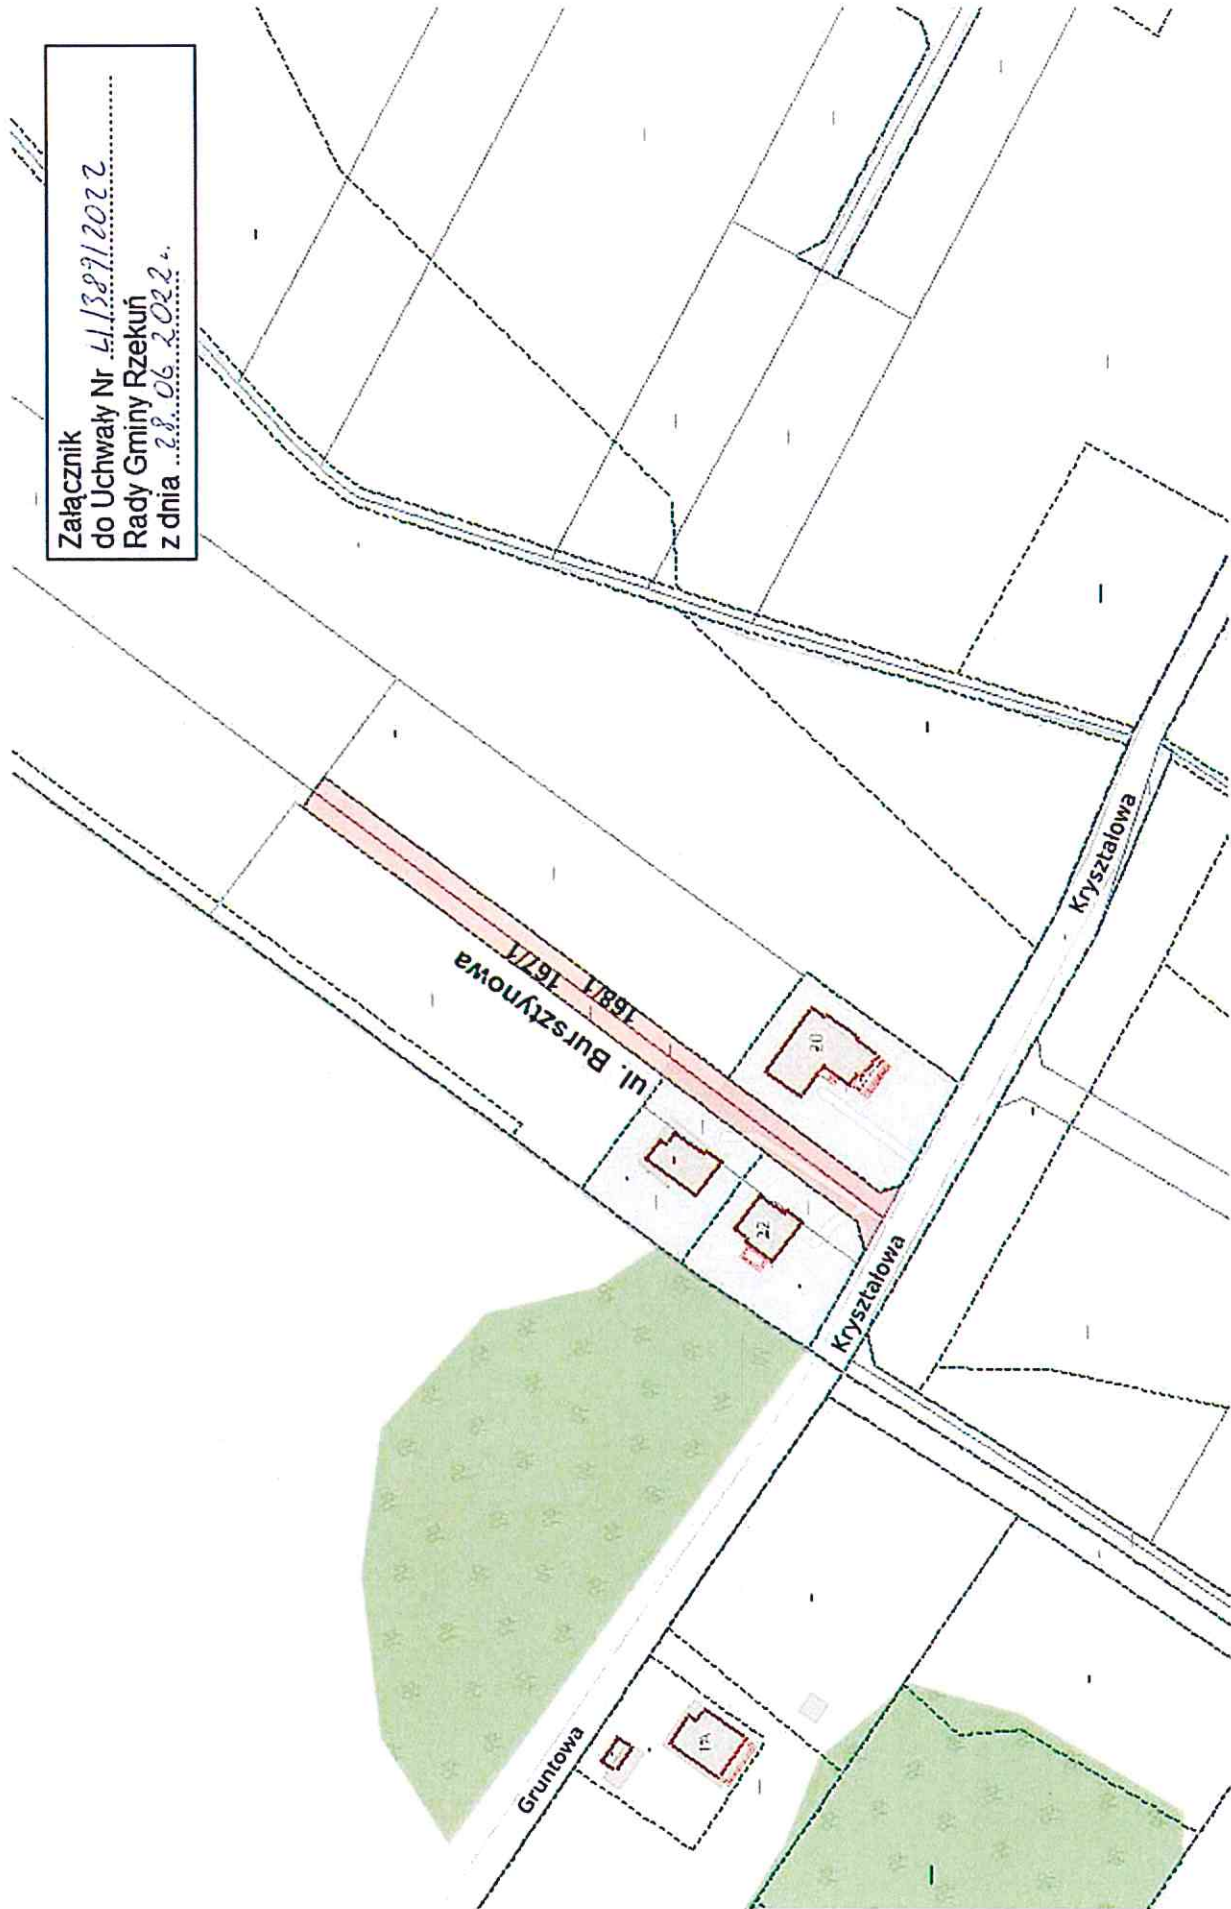 Załącznik
do Uchwały Nr LI/389/2022
Rady Gminy Rzekuń
z dnia 28.06.2022 r.
ul. Bursztynowa
167/1
168/1
20
22
Kryształowa
Kryształowa
Gruntowa